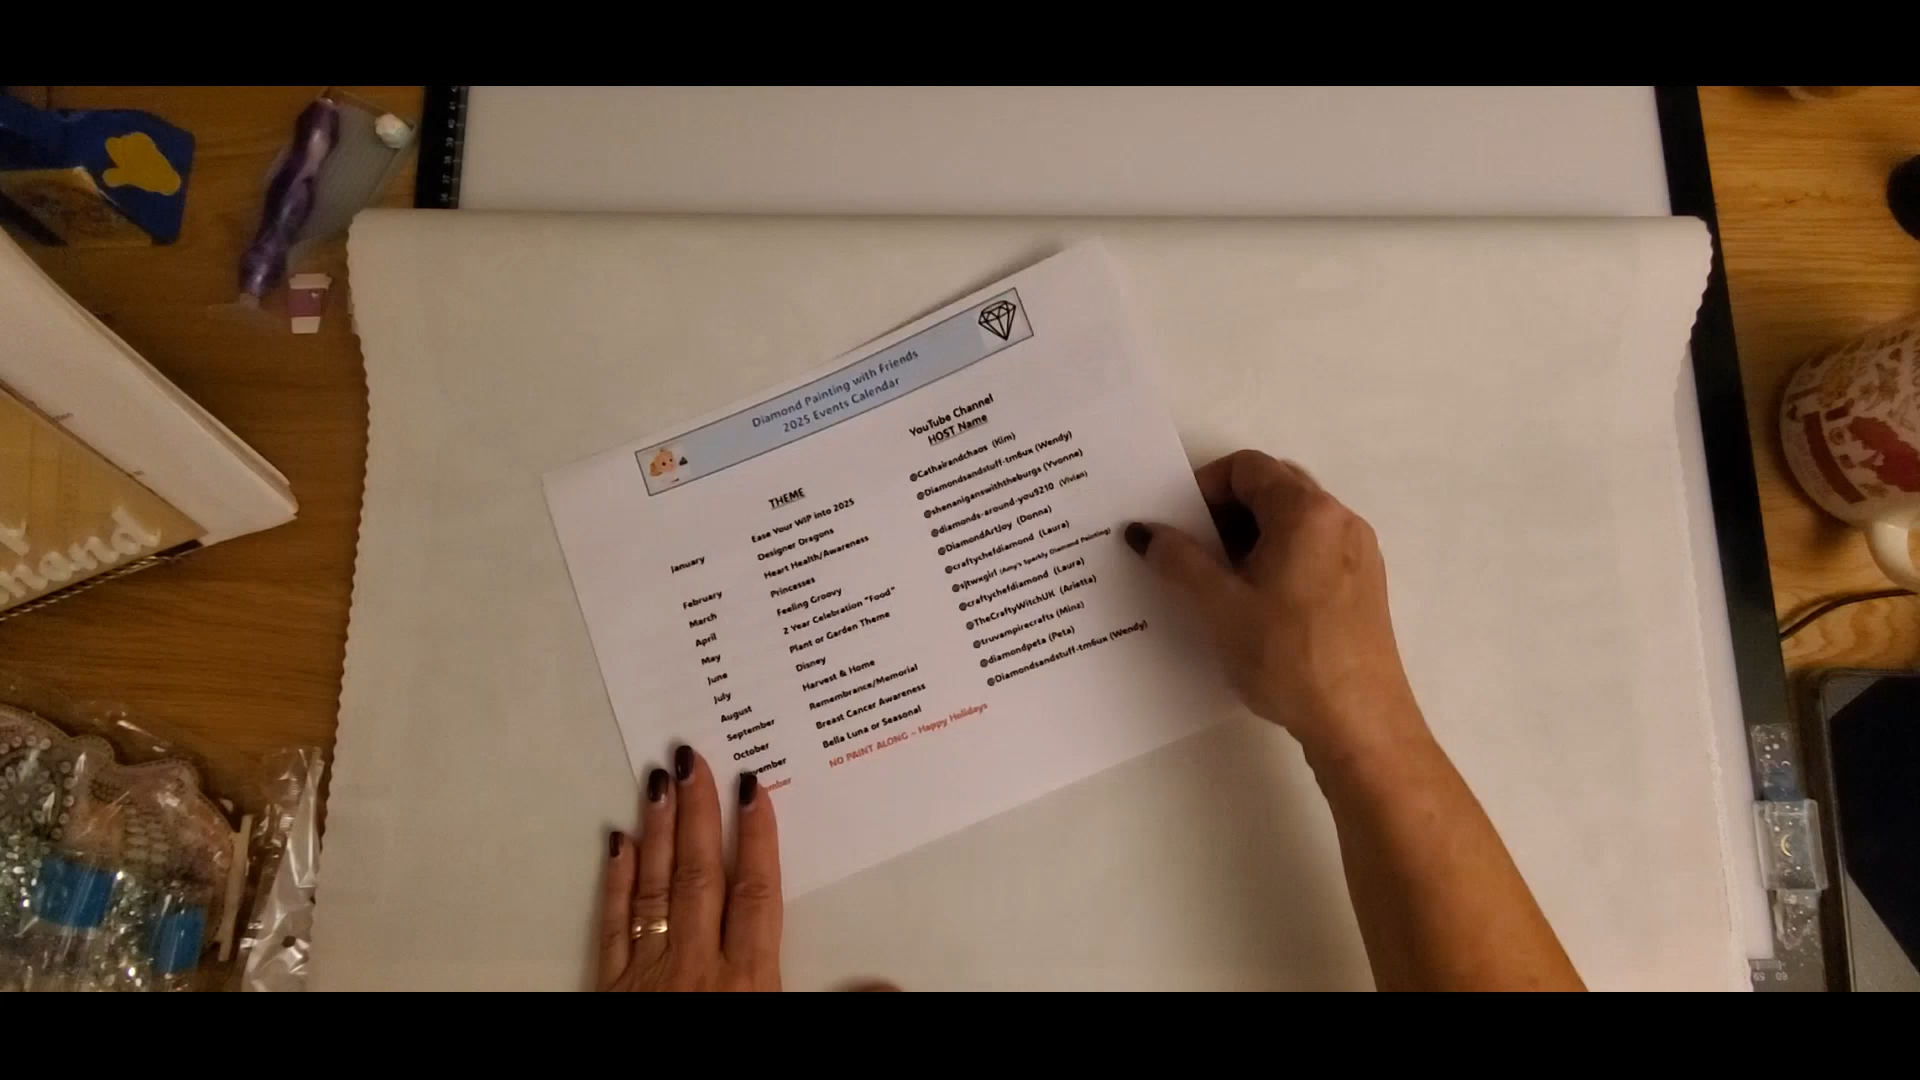 Diamond Painting with Friends
2025 Events Calendar
YouTube Channel
THEME HOST Name
January Ease Your WIP into 2025 @Cathairandchaos (Kim)
Designer Dragons @Diamondsandstuff-tm6ux (Wendy)
February Heart Health/Awareness @shenaniganswiththeburgs (Yvonne)
March Princesses @diamonds-around-you9210 (Vivian)
April Feeling Groovy @DiamondArtJoy (Donna)
May 2 Year Celebration "Food" @craftychefdiamond (Laura)
June Plant or Garden Theme @sjtwxgirl (Amy's Sparkly Diamond Painting)
July Disney @craftychefdiamond (Laura)
August Harvest & Home @TheCraftyWitchUK (Arietta)
September Remembrance/Memorial @truvampirecrafts (Minz)
October Breast Cancer Awareness @diamondpeta (Peta)
November Bella Luna or Seasonal @Diamondsandstuff-tm6ux (Wendy)
NO PAINT ALONG – Happy Holidays